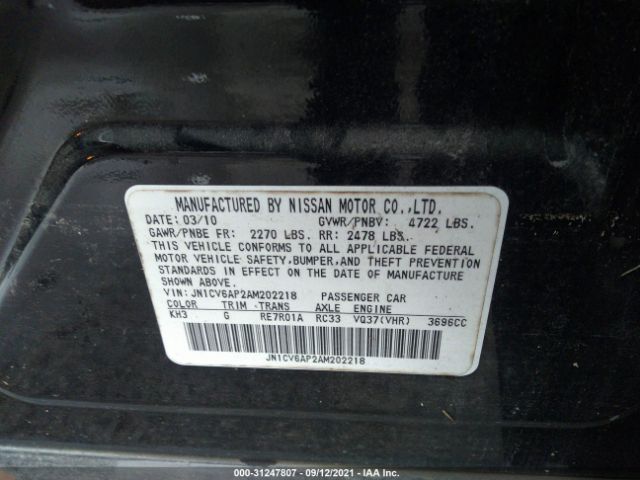 MANUFACTURED BY NISSAN MOTOR CO.,LTD.
DATE: 03/10 GVWR/PNBV: 4722 LBS.
GAWR/PNBE FR: 2270 LBS. RR: 2478 LBS.
THIS VEHICLE CONFORMS TO ALL APPLICABLE FEDERAL
MOTOR VEHICLE SAFETY,BUMPER,AND THEFT PREVENTION
STANDARDS IN EFFECT ON THE DATE OF MANUFACTURE
SHOWN ABOVE.
VIN: JN1CV6AP2AM202218 PASSENGER CAR
COLOR TRIM TRANS AXLE ENGINE
KH3 G RE7R01A RC33 VQ37(VHR) 3696CC
JN1CV6AP2AM202218
000-31247807 - 09/12/2021 - IAA Inc.